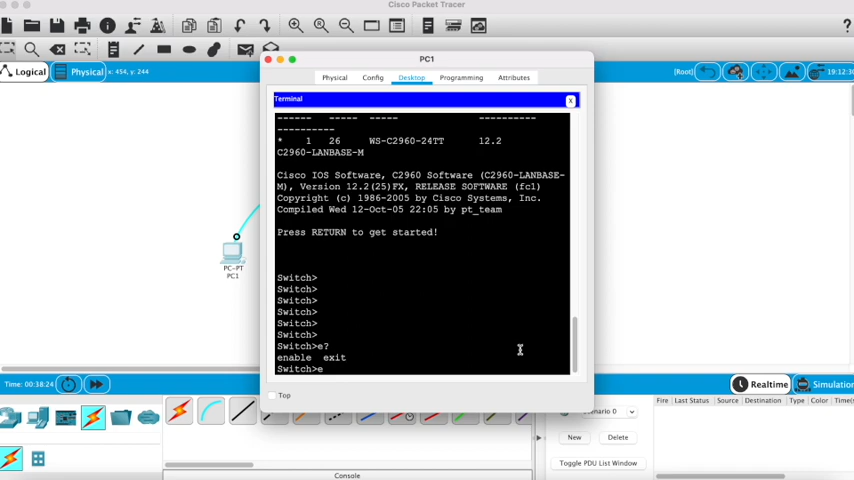 Cisco Packet Tracer
?
Logical
Physical
x: 454, y: 244
[Root]
19:12:30
PC1
Physical
Config
Desktop
Programming
Attributes
Terminal
X
------ ----- ----- ----------
----------
* 1 26 WS-C2960-24TT 12.2
C2960-LANBASE-M
Cisco IOS Software, C2960 Software (C2960-LANBASE-
M), Version 12.2(25)FX, RELEASE SOFTWARE (fc1)
Copyright (c) 1986-2005 by Cisco Systems, Inc.
Compiled Wed 12-Oct-05 22:05 by pt_team
Press RETURN to get started!
Switch>
Switch>
Switch>
Switch>
Switch>
Switch>
Switch>e?
enable exit
Switch>e
PC-PT
PC1
Top
Time: 00:38:24
Realtime
Simulation
Scenario 0
Fire Last Status Source Destination Type Color Time(
New
Delete
Toggle PDU List Window
Console